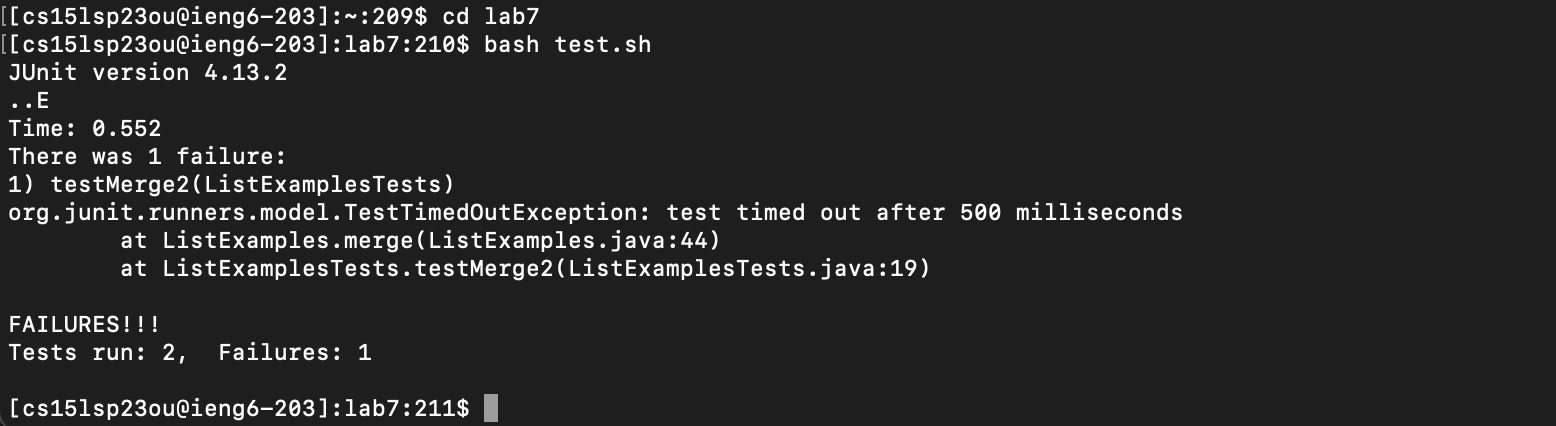 [[cs15lsp23ou@ieng6-203]:~:209$ cd lab7
[[cs15lsp23ou@ieng6-203]:lab7:210$ bash test.sh
JUnit version 4.13.2
..E
Time: 0.552
There was 1 failure:
1) testMerge2(ListExamplesTests)
org.junit.runners.model.TestTimedOutException: test timed out after 500 milliseconds
        at ListExamples.merge(ListExamples.java:44)
        at ListExamplesTests.testMerge2(ListExamplesTests.java:19)

FAILURES!!!
Tests run: 2,  Failures: 1

[cs15lsp23ou@ieng6-203]:lab7:211$